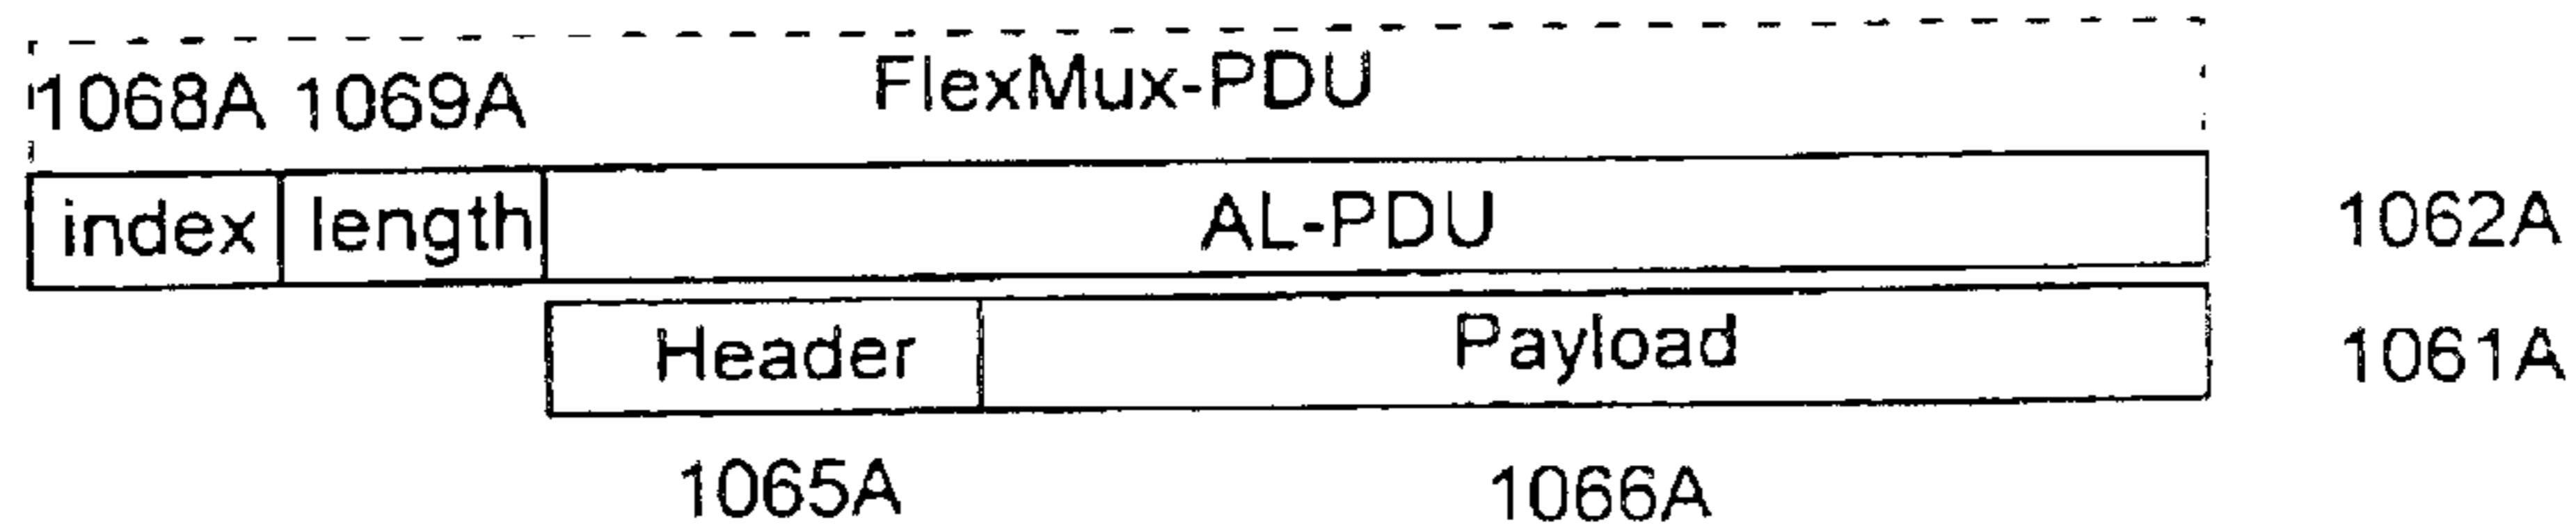 1068A 1069A FlexMux-PDU
index length AL-PDU 1062A
Header Payload 1061A
1065A 1066A